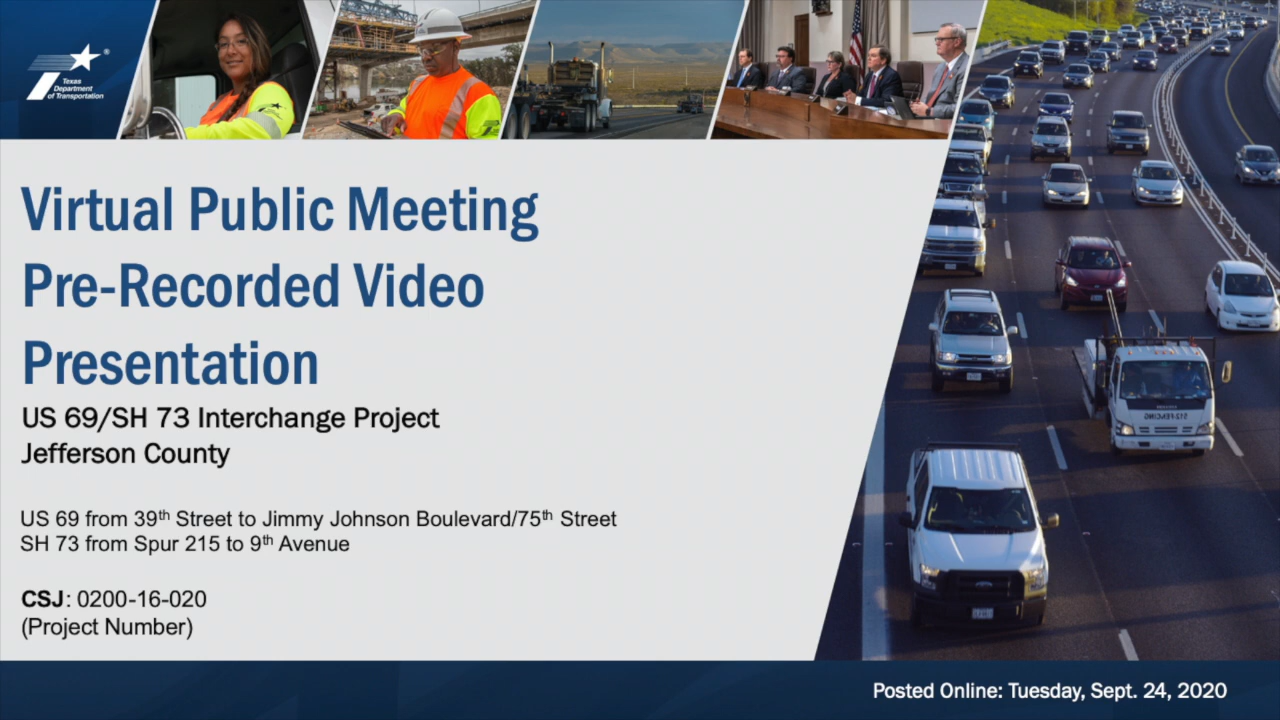 Texas
Department
of Transportation
®
Virtual Public Meeting
Pre-Recorded Video
Presentation
US 69/SH 73 Interchange Project
Jefferson County
US 69 from 39th Street to Jimmy Johnson Boulevard/75th Street
SH 73 from Spur 215 to 9th Avenue
CSJ: 0200-16-020
(Project Number)
Posted Online: Tuesday, Sept. 24, 2020